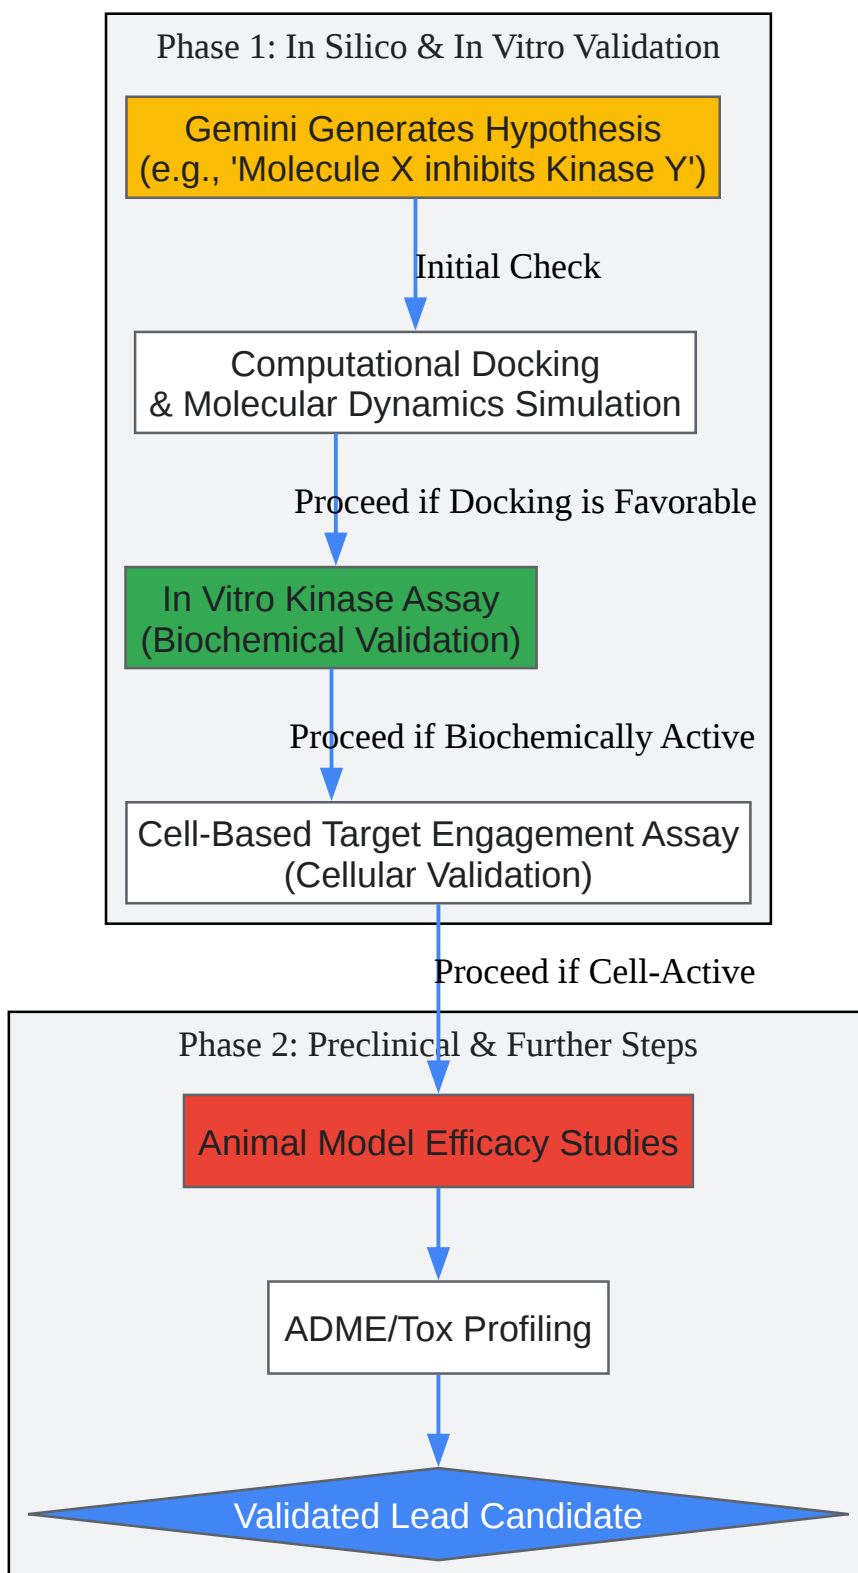 Phase 1: In Silico & In Vitro Validation
Gemini Generates Hypothesis
(e.g., 'Molecule X inhibits Kinase Y')
Initial Check
Computational Docking
& Molecular Dynamics Simulation
Proceed if Docking is Favorable
In Vitro Kinase Assay
(Biochemical Validation)
Proceed if Biochemically Active
Cell-Based Target Engagement Assay
(Cellular Validation)
Proceed if Cell-Active
Phase 2: Preclinical & Further Steps
Animal Model Efficacy Studies
ADME/Tox Profiling
Validated Lead Candidate